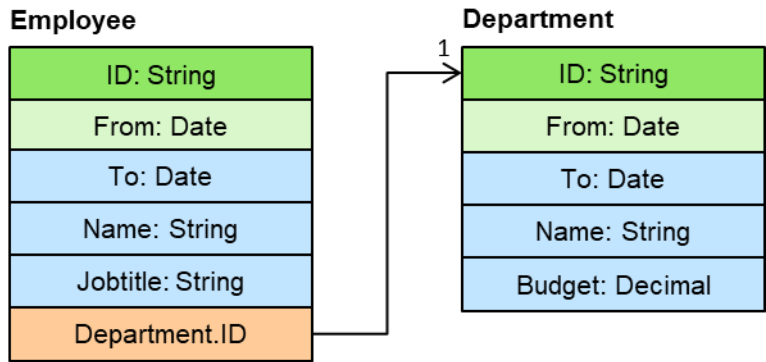 Employee
ID: String
From: Date
To: Date
Name: String
Jobtitle: String
Department.ID
1
Department
ID: String
From: Date
To: Date
Name: String
Budget: Decimal